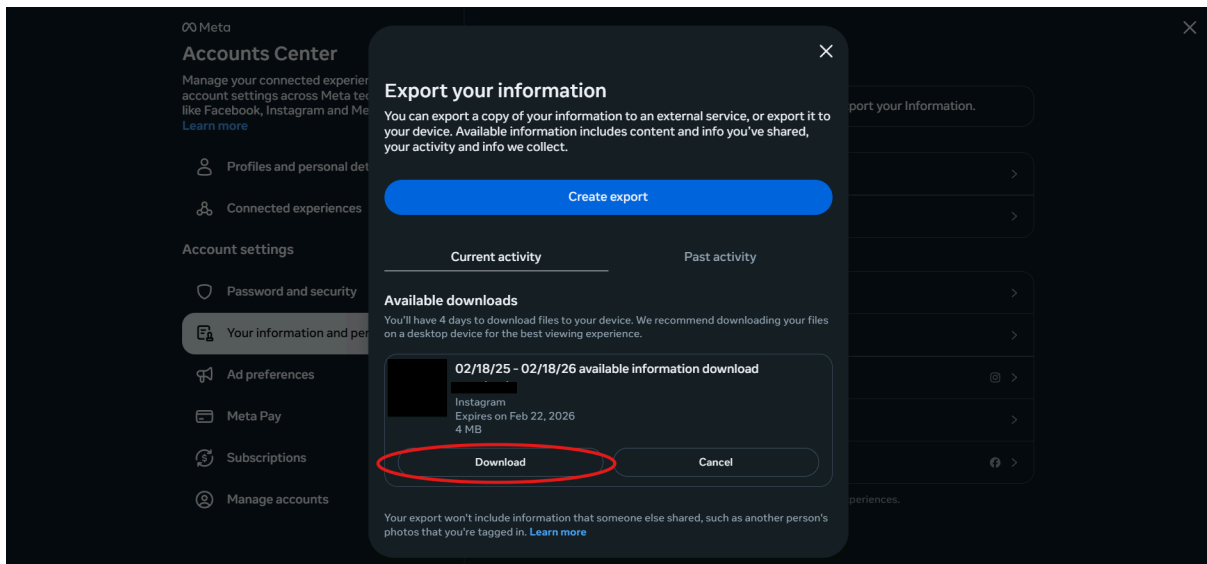 Meta
Accounts Center
Manage your connected
account settings across Meta
like Facebook, Instagram and
Learn more
Profiles and personal
Connected experiences
Account settings
Password and security
Your information and
Ad preferences
Meta Pay
Subscriptions
Manage accounts
Export your information
You can export a copy of your information to an external service, or export it to
your device. Available information includes content and info you've shared,
your activity and info we collect.
Create export
Current activity
Past activity
Available downloads
You'll have 4 days to download files to your device. We recommend downloading your files
on a desktop device for the best viewing experience.
02/18/25 - 02/18/26 available information download
Instagram
Expires on Feb 22, 2026
4 MB
Download
Cancel
Your export won't include information that someone else shared, such as another person's
photos that you're tagged in. Learn more
your Information.